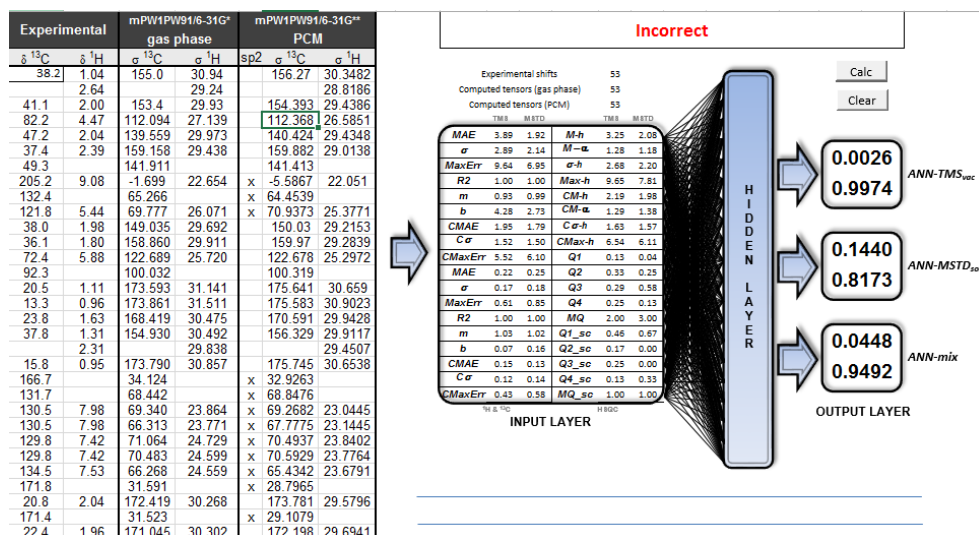 Experimental mPW1PW91/6-31G* gas phase mPW1PW91/6-31G** PCM
δ 13C δ 1H σ 13C σ 1H sp2 σ 13C σ 1H
38.2 1.04 155.0 30.94 156.27 30.3482
2.64 29.24 28.8186
41.1 2.00 153.4 29.93 154.393 29.4386
82.2 4.47 112.094 27.139 112.368 26.5851
47.2 2.04 139.559 29.973 140.424 29.4348
37.4 2.39 159.158 29.438 159.882 29.0138
49.3 141.911 141.413
205.2 9.08 -1.699 22.654 x -5.5867 22.051
132.4 65.266 x 64.4539
121.8 5.44 69.777 26.071 x 70.9373 25.3771
38.0 1.98 149.035 29.692 150.03 29.2153
36.1 1.80 158.860 29.911 159.97 29.2839
72.4 5.88 122.689 25.720 122.678 25.2972
92.3 100.032 100.319
20.5 1.11 173.593 31.141 175.641 30.659
13.3 0.96 173.861 31.511 175.583 30.9023
23.8 1.63 168.419 30.475 170.591 29.9428
37.8 1.31 154.930 30.492 156.329 29.9117
2.31 29.838 29.4507
15.8 0.95 173.790 30.857 175.745 30.6538
166.7 34.124 x 32.9263
131.7 68.442 x 68.8476
130.5 7.98 69.340 23.864 x 69.2682 23.0445
130.5 7.98 66.313 23.771 x 67.7775 23.1445
129.8 7.42 71.064 24.729 x 70.4937 23.8402
129.8 7.42 70.483 24.599 x 70.5929 23.7764
134.5 7.53 66.268 24.559 x 65.4342 23.6791
171.8 31.591 x 28.7965
20.8 2.04 172.419 30.268 173.781 29.5796
171.4 31.523 x 29.1079
22.4 1.96 171.045 30.302 172.198 29.6941
Incorrect
Experimental shifts 53
Computed tensors (gas phase) 53
Computed tensors (PCM) 53
TMS MSTD TMS MSTD
MAE 3.89 1.92 M-h 3.25 2.08
σ 2.89 2.14 M-α 1.28 1.18
MaxErr 9.64 6.95 σ-h 2.68 2.20
R2 1.00 1.00 Max-h 9.65 7.81
m 0.93 0.99 CM-h 2.19 1.98
b 4.28 2.73 CM-α 1.29 1.38
CMAE 1.95 1.79 Cσ-h 1.63 1.57
Cσ 1.52 1.50 CMax-h 6.54 6.11
CMaxErr 5.52 6.10 Q1 0.13 0.04
MAE 0.22 0.25 Q2 0.33 0.25
σ 0.17 0.18 Q3 0.29 0.58
MaxErr 0.61 0.85 Q4 0.25 0.13
R2 1.00 1.00 MQ 2.00 3.00
m 1.03 1.02 Q1_sc 0.46 0.67
b 0.07 0.16 Q2_sc 0.17 0.00
CMAE 0.15 0.13 Q3_sc 0.25 0.00
Cσ 0.12 0.14 Q4_sc 0.13 0.33
CMaxErr 0.43 0.58 MQ_sc 1.00 1.00
1H & 13C HSQC
INPUT LAYER
HIDDEN LAYER
Calc
Clear
0.0026
0.9974
ANN-TMSvac
0.1440
0.8173
ANN-MSTDso
0.0448
0.9492
ANN-mix
OUTPUT LAYER